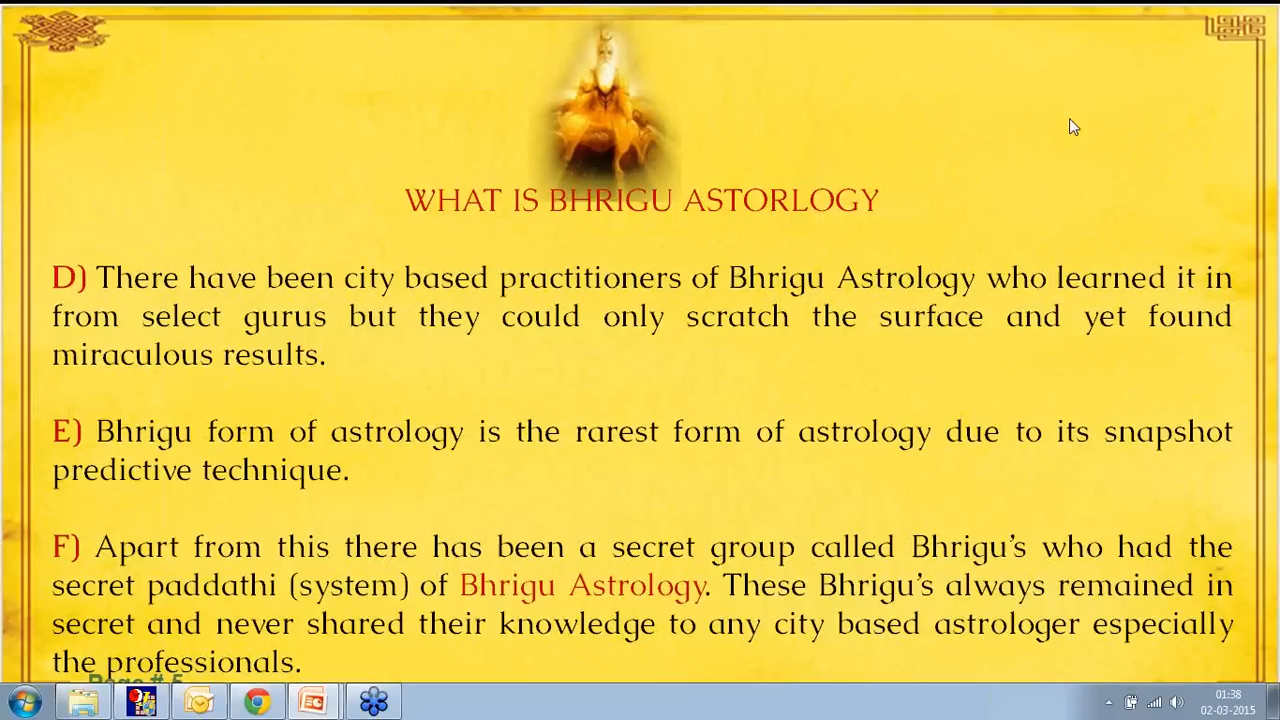 WHAT IS BHRIGU ASTORLOGY
D) There have been city based practitioners of Bhrigu Astrology who learned it in
from select gurus but they could only scratch the surface and yet found
miraculous results.
E) Bhrigu form of astrology is the rarest form of astrology due to its snapshot
predictive technique.
F) Apart from this there has been a secret group called Bhrigu's who had the
secret paddathi (system) of Bhrigu Astrology. These Bhrigu's always remained in
secret and never shared their knowledge to any city based astrologer especially
the professionals.
Page # 5
01:38
02-03-2015